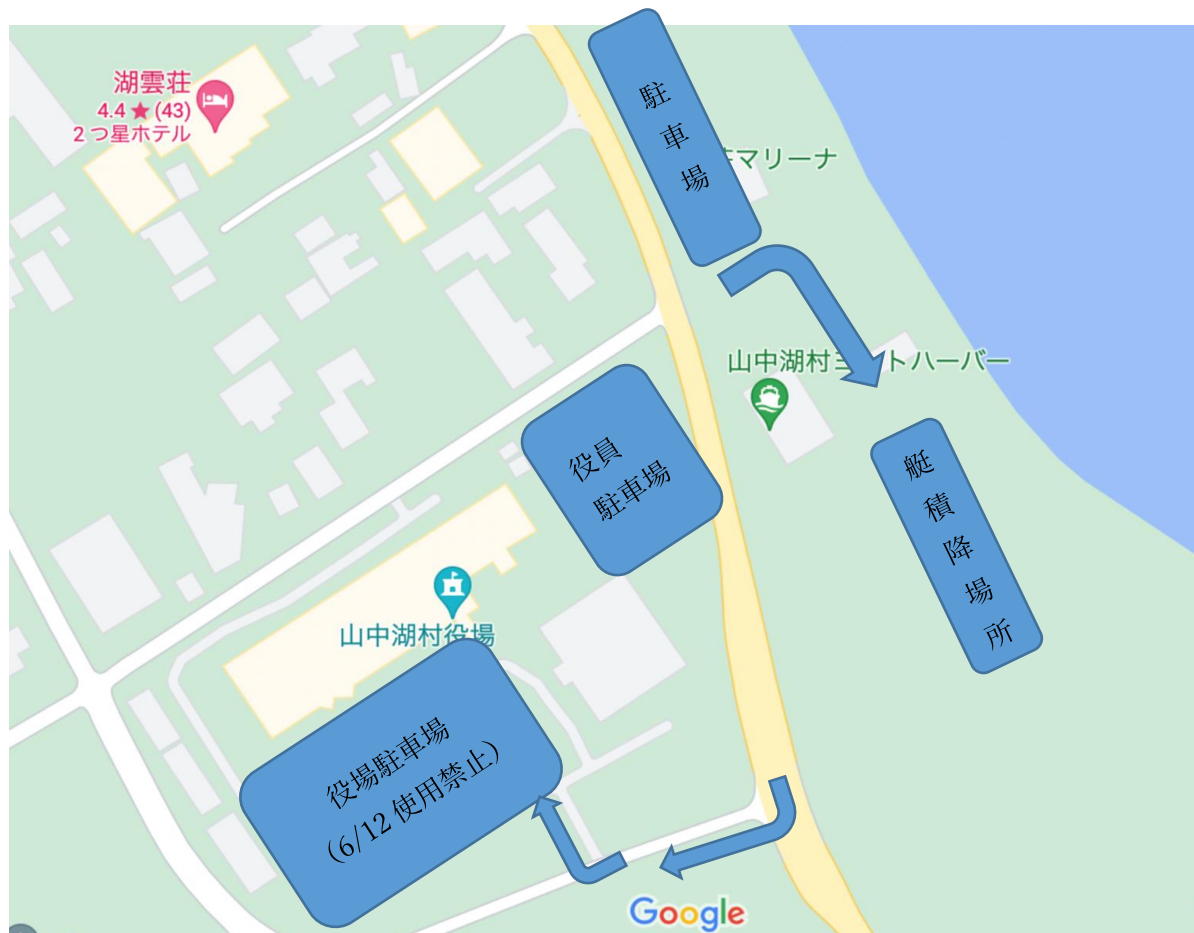 湖雲荘
4.4 ★ (43)
2 つ星ホテル
駐車場
マリーナ
山中湖村ヨットハーバー
役員
駐車場
艇積降場所
山中湖村役場
役場駐車場
（6/12 使用禁止）
Google